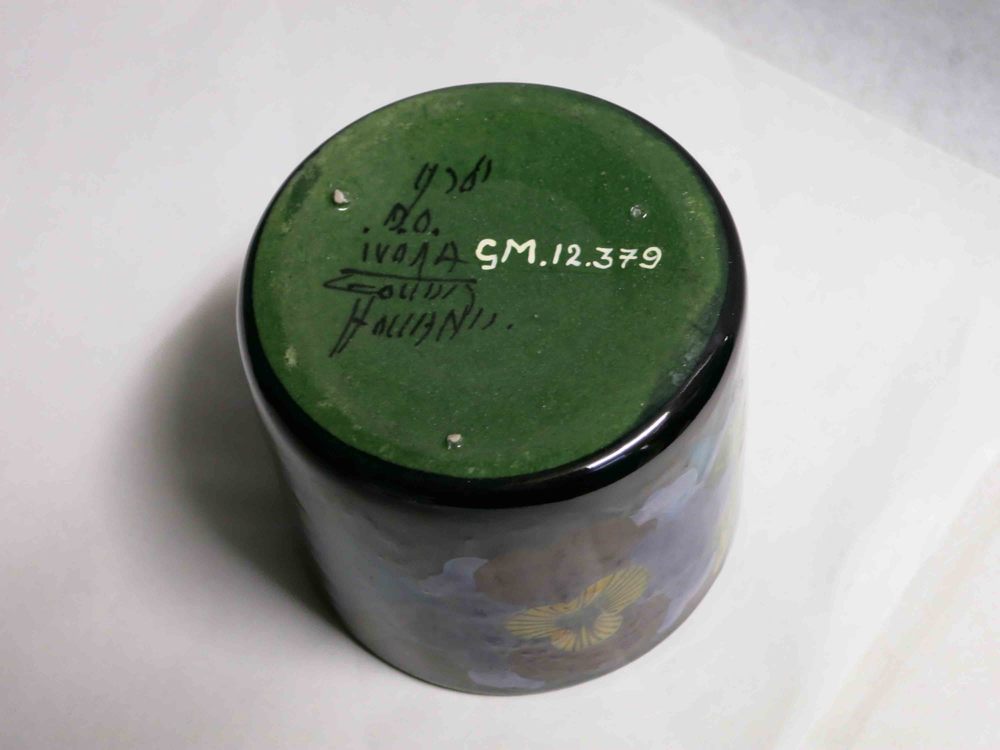 D.O.
IVORA GM.12.379
GOUDA
HOLLAND.